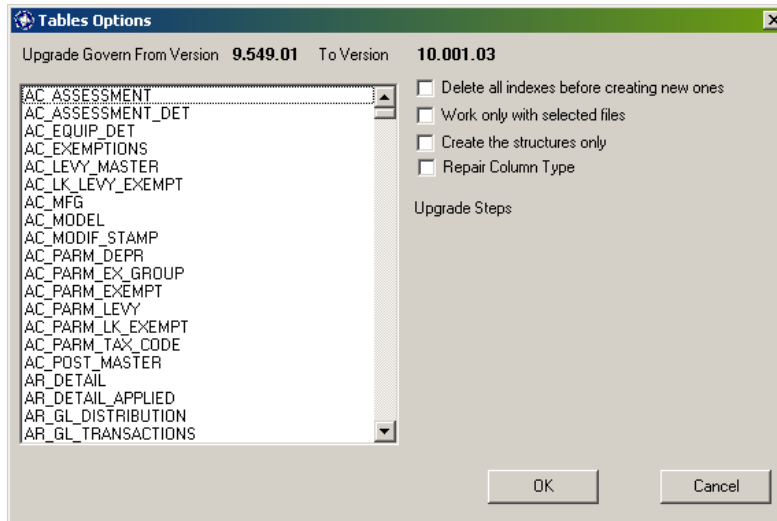 Tables Options
Upgrade Govern From Version 9.549.01 To Version 10.001.03
AC_ASSESSMENT
AC_ASSESSMENT_DET
AC_EQUIP_DET
AC_EXEMPTIONS
AC_LEVY_MASTER
AC_LK_LEVY_EXEMPT
AC_MFG
AC_MODEL
AC_MODIF_STAMP
AC_PARM_DEPR
AC_PARM_EX_GROUP
AC_PARM_EXEMPT
AC_PARM_LEVY
AC_PARM_LK_EXEMPT
AC_PARM_TAX_CODE
AC_POST_MASTER
AR_DETAIL
AR_DETAIL_APPLIED
AR_GL_DISTRIBUTION
AR_GL_TRANSACTIONS
Delete all indexes before creating new ones
Work only with selected files
Create the structures only
Repair Column Type
Upgrade Steps
OK Cancel